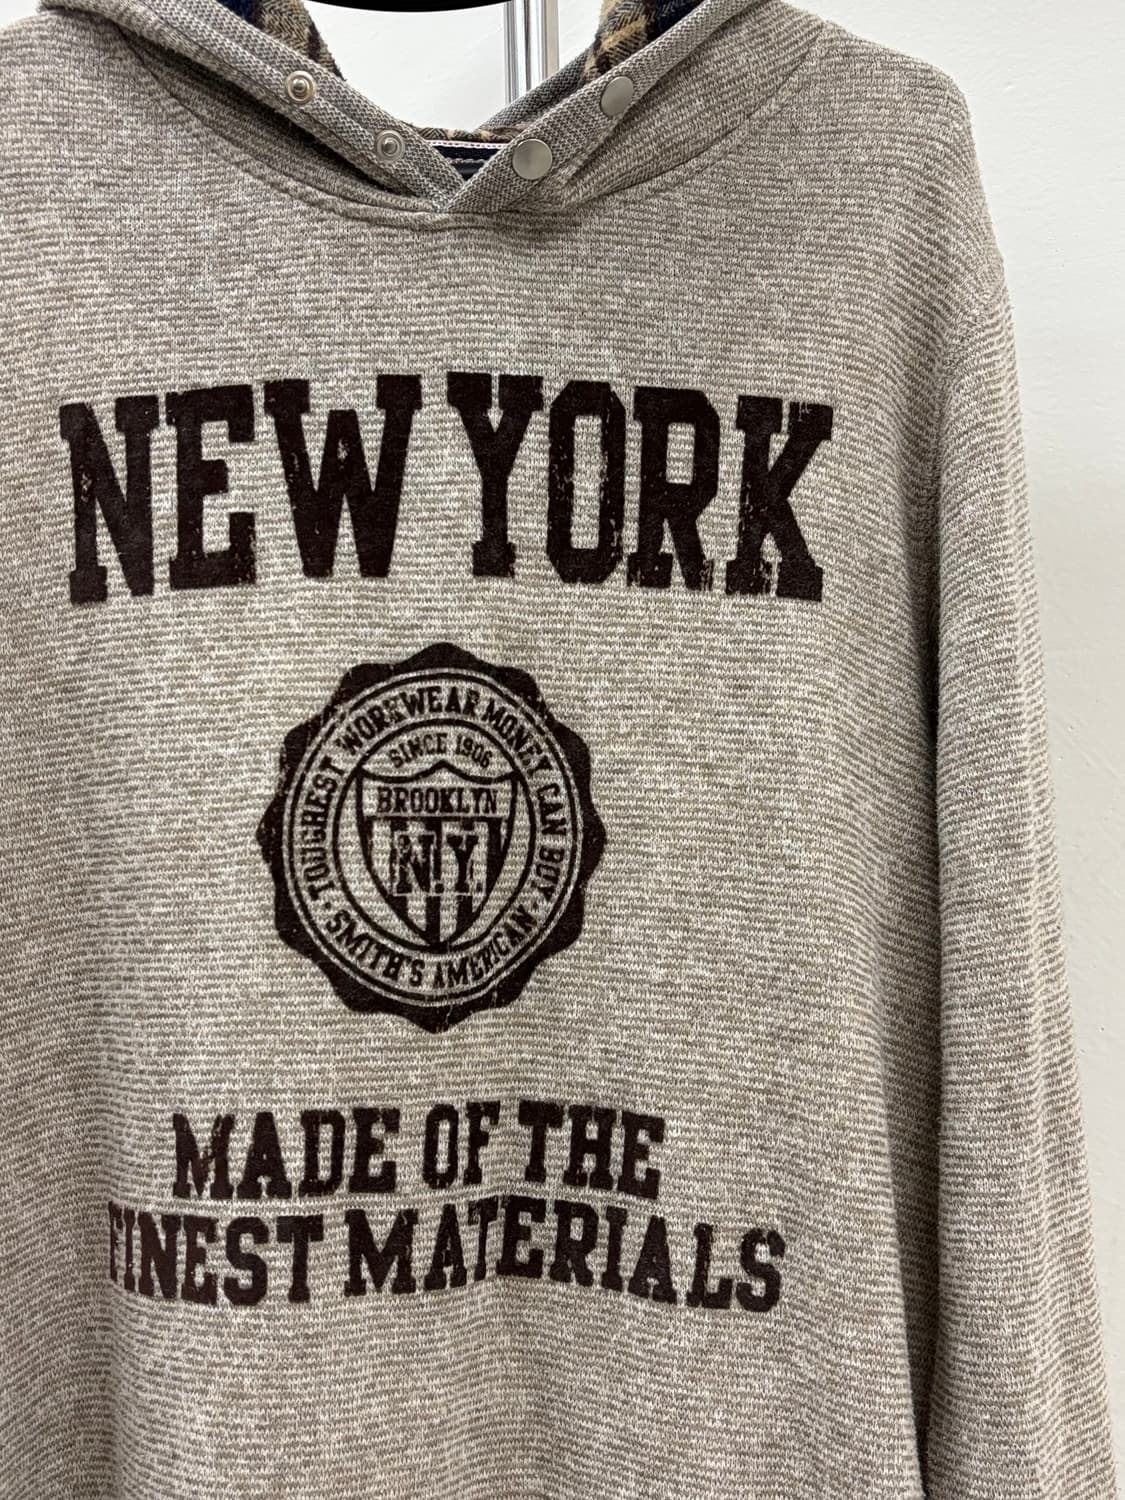 NEW YORK
TOUGHEST WORKWEAR MONEY CAN BUY
SINCE 1906
BROOKLYN
N.Y.
· SMITH'S AMERICAN ·
MADE OF THE
FINEST MATERIALS